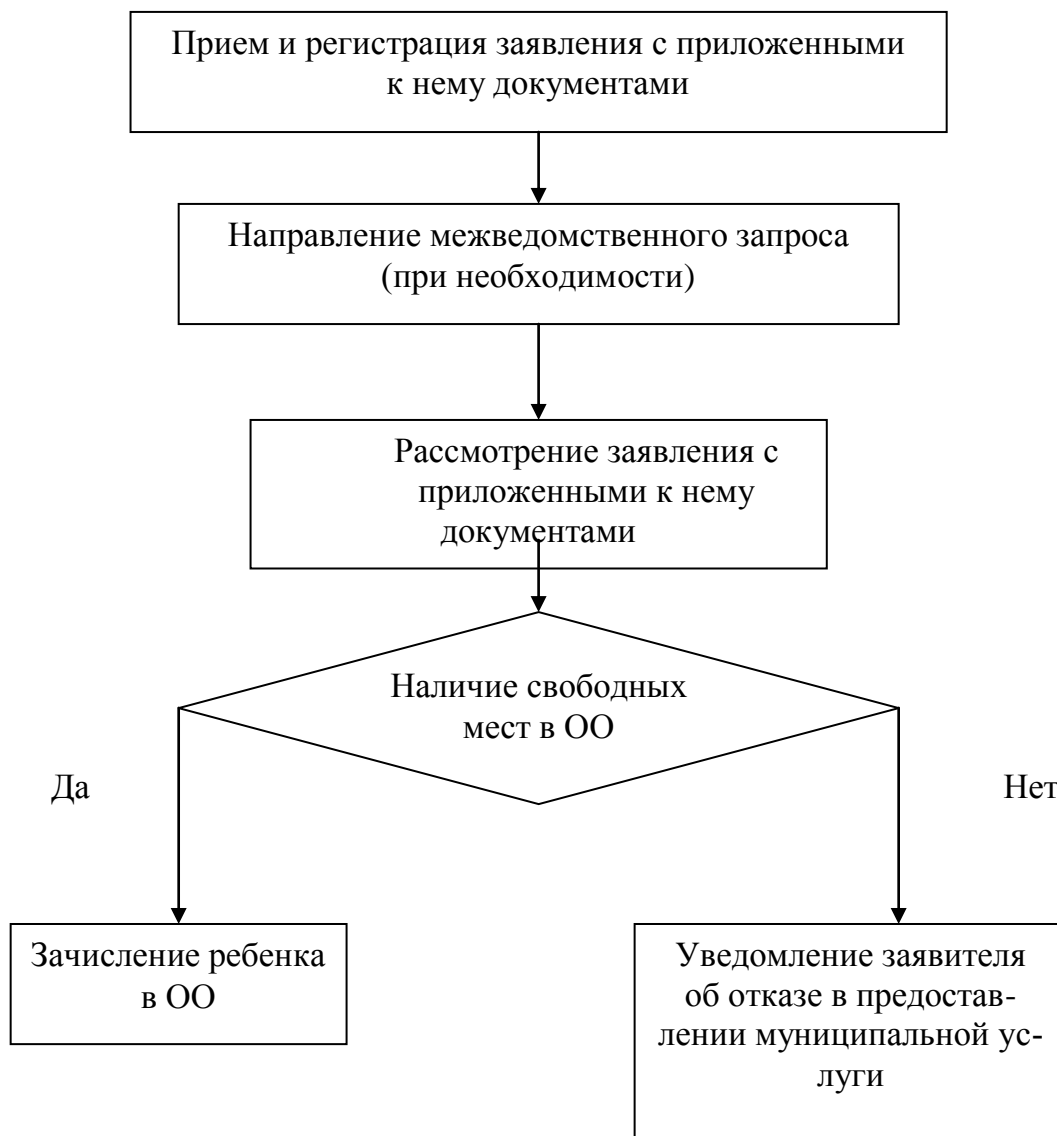 Прием и регистрация заявления с приложенными
к нему документами
Направление межведомственного запроса
(при необходимости)
Рассмотрение заявления с
приложенными к нему
документами
Наличие свободных
мест в ОО
Да
Нет
Зачисление ребенка
в ОО
Уведомление заявителя
об отказе в предостав-
лении муниципальной ус-
луги